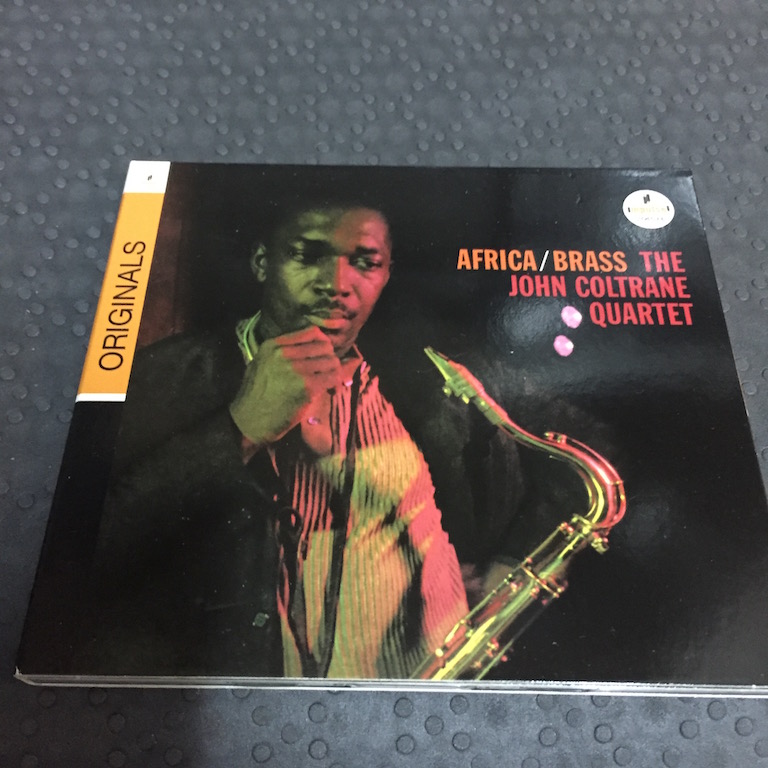 ORIGINALS
AFRICA/BRASS THE
JOHN COLTRANE
QUARTET